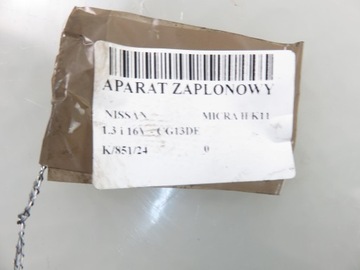 APARAT ZAPLONOWY
NISSAN MICRA II K11
1.3 i 16V CG13DE
K/851/24 0